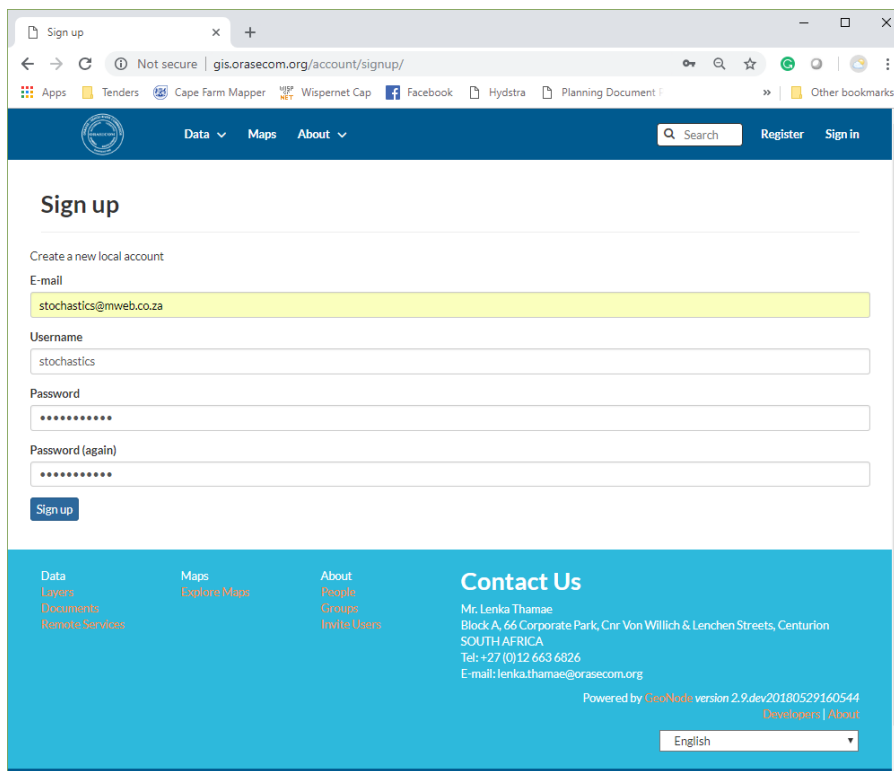 Sign up
Not secure | gis.orasecom.org/account/signup/
Apps Tenders Cape Farm Mapper WISP NET Wispernet Cap Facebook Hydstra Planning Document » Other bookmarks
Data Maps About Search Register Sign in
Sign up
Create a new local account
E-mail
stochastics@mweb.co.za
Username
stochastics
Password
•••••••••••
Password (again)
•••••••••••
Sign up
Data Maps About Contact Us
Layers Explore Maps People
Documents Groups
Remote Services Invite Users
Mr. Lenka Thamae
Block A, 66 Corporate Park, Cnr Von Willich & Lenchen Streets, Centurion
SOUTH AFRICA
Tel: +27 (0)12 663 6826
E-mail: lenka.thamae@orasecom.org
Powered by GeoNode version 2.9.dev20180529160544
Developers | About
English